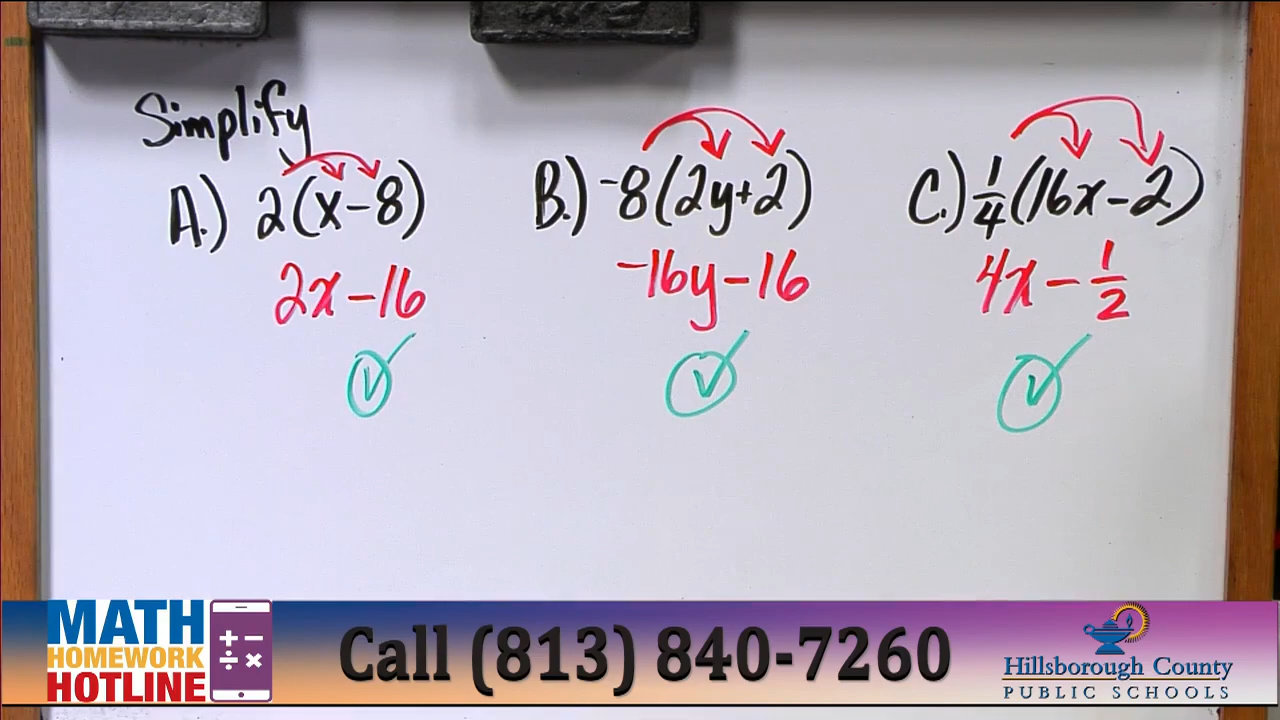 Simplify
A.) 2(x-8) B.) -8(2y+2) C.) 1/4(16x-2)
2x-16 -16y-16 4x-1/2
MATH
HOMEWORK
HOTLINE
+ −
÷ ×
Call (813) 840-7260
Hillsborough County
PUBLIC SCHOOLS